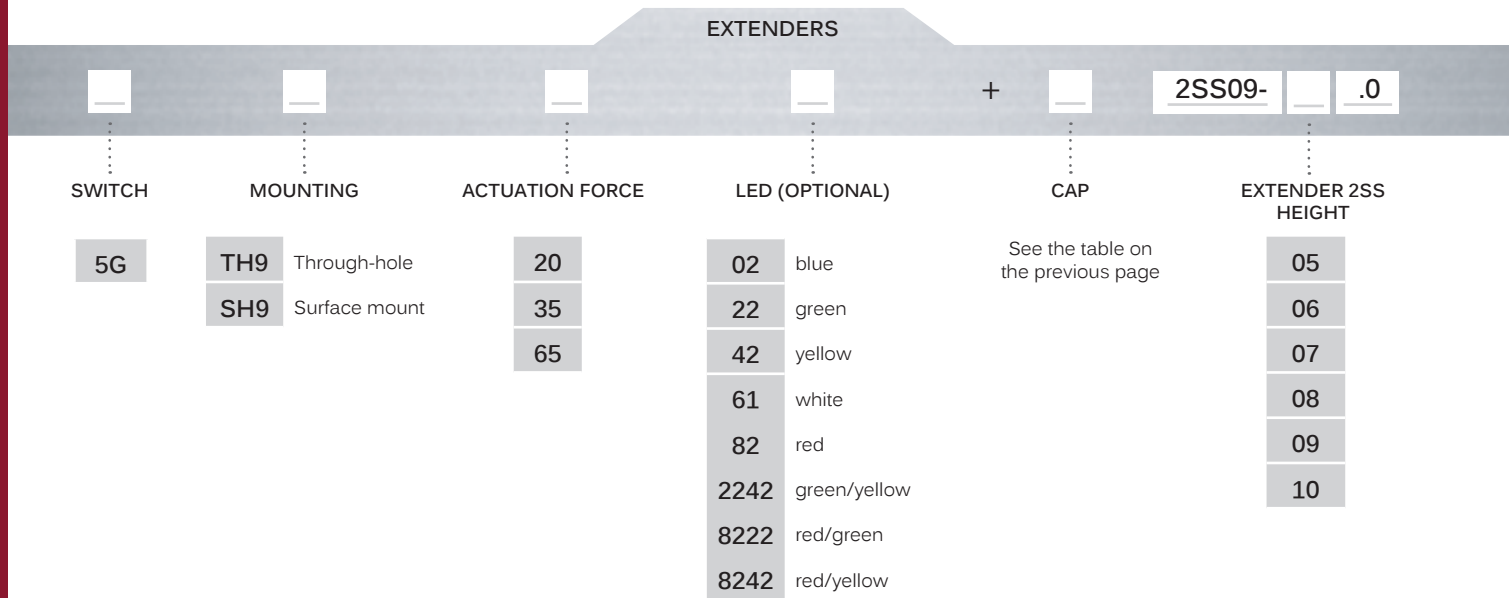 EXTENDERS
_ _ _ _ + _ 2SS09- _ .0
SWITCH MOUNTING ACTUATION FORCE LED (OPTIONAL) CAP EXTENDER 2SS
HEIGHT
5G
TH9 Through-hole
SH9 Surface mount
20
35
65
02 blue
22 green
42 yellow
61 white
82 red
2242 green/yellow
8222 red/green
8242 red/yellow
See the table on
the previous page
05
06
07
08
09
10